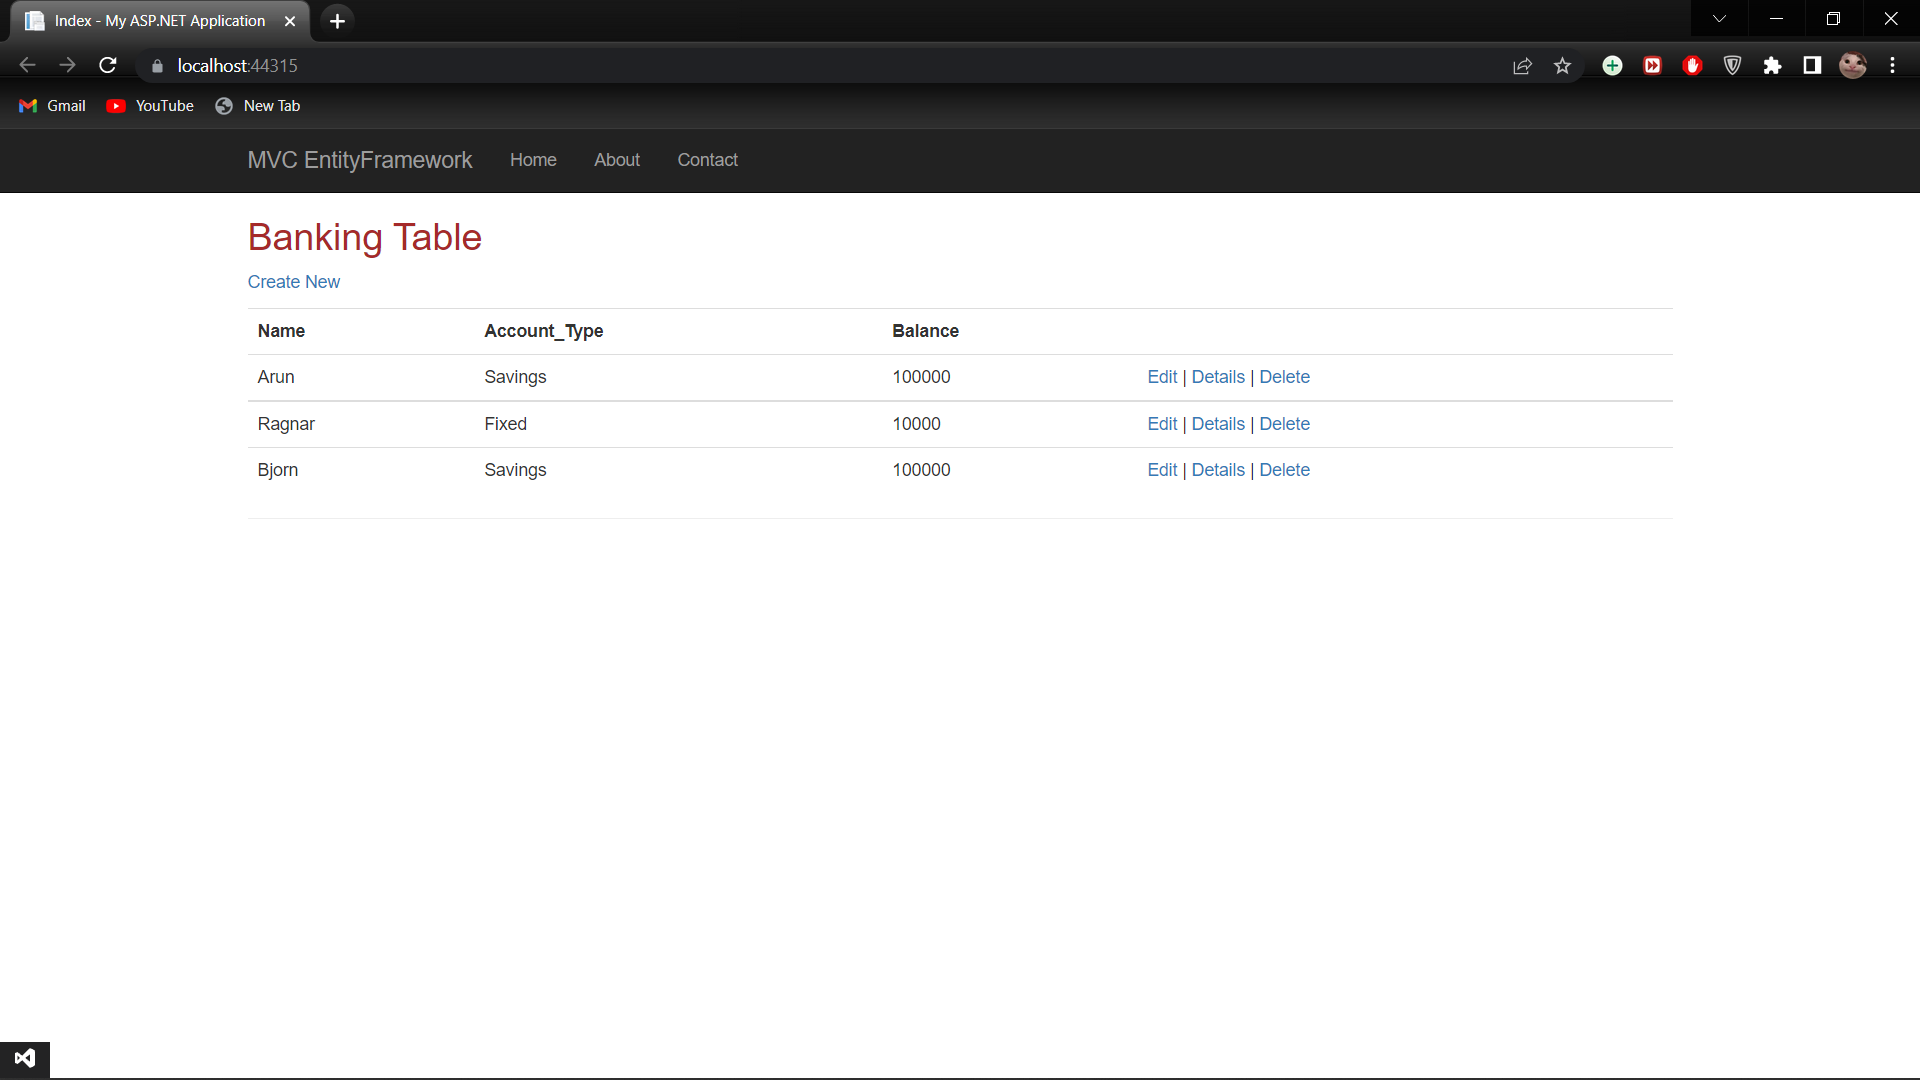 Index - My ASP.NET Application
localhost:44315
Gmail YouTube New Tab
MVC EntityFramework Home About Contact
Banking Table
Create New
Name Account_Type Balance
Arun Savings 100000 Edit | Details | Delete
Ragnar Fixed 10000 Edit | Details | Delete
Bjorn Savings 100000 Edit | Details | Delete